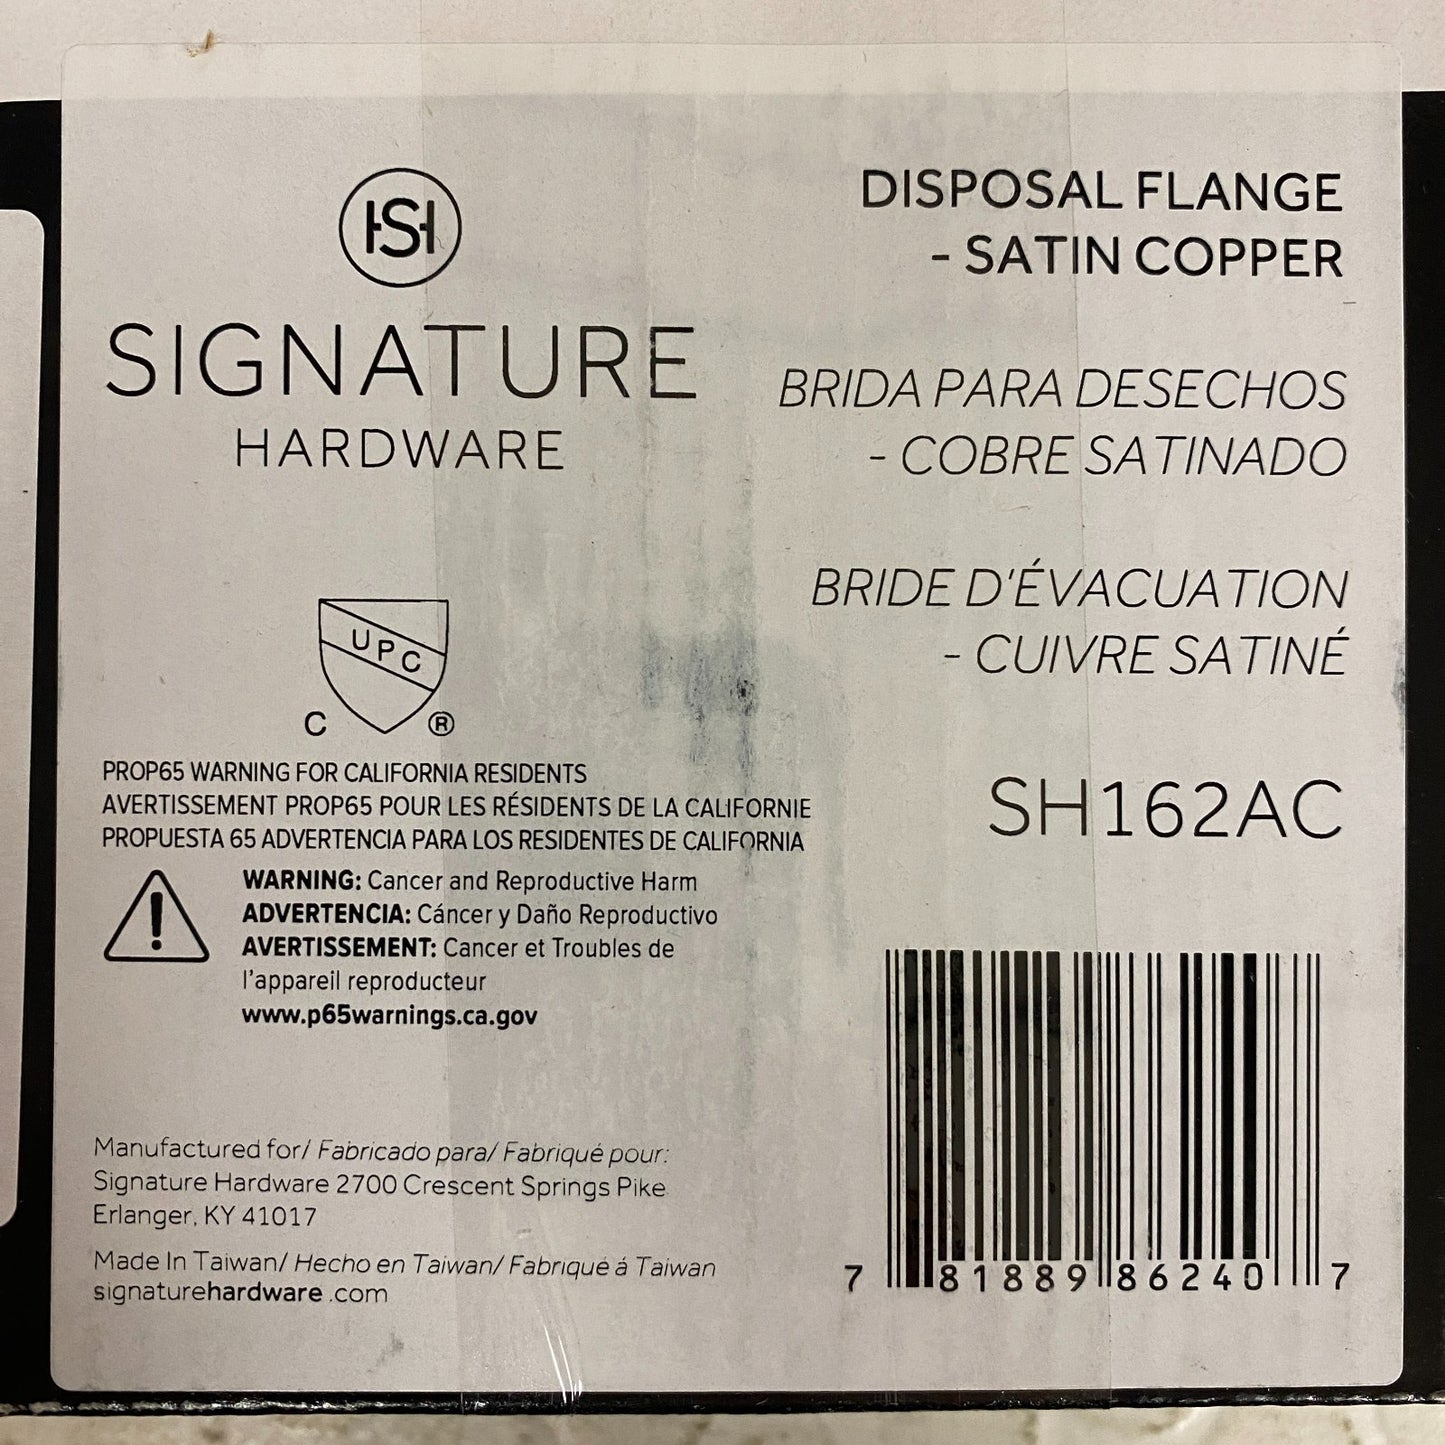 HSH
SIGNATURE
HARDWARE
DISPOSAL FLANGE
- SATIN COPPER
BRIDA PARA DESECHOS
- COBRE SATINADO
BRIDE D'ÉVACUATION
- CUIVRE SATINÉ
SH162AC
UPC
C ®
PROP65 WARNING FOR CALIFORNIA RESIDENTS
AVERTISSEMENT PROP65 POUR LES RÉSIDENTS DE LA CALIFORNIE
PROPUESTA 65 ADVERTENCIA PARA LOS RESIDENTES DE CALIFORNIA
WARNING: Cancer and Reproductive Harm
ADVERTENCIA: Cáncer y Daño Reproductivo
AVERTISSEMENT: Cancer et Troubles de
l'appareil reproducteur
www.p65warnings.ca.gov
Manufactured for/ Fabricado para/ Fabriqué pour:
Signature Hardware 2700 Crescent Springs Pike
Erlanger, KY 41017
Made In Taiwan/ Hecho en Taiwan/ Fabriqué á Taiwan
signaturehardware.com
7 81889 86240 7